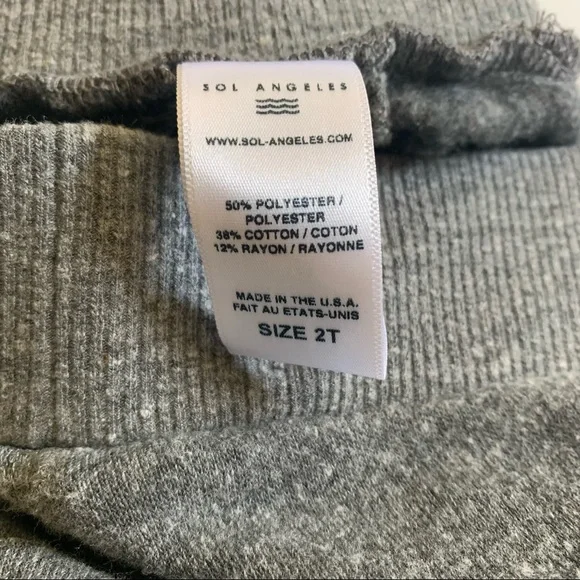 SOL ANGELES
WWW.SOL-ANGELES.COM
50% POLYESTER /
POLYESTER
38% COTTON / COTON
12% RAYON / RAYONNE
MADE IN THE U.S.A.
FAIT AU ETATS-UNIS
SIZE 2T